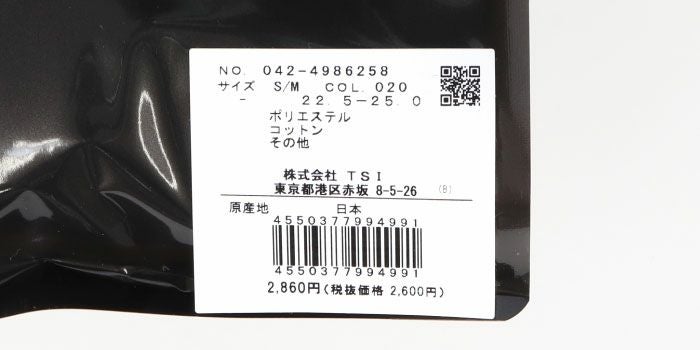 NO. 042-4986258
サイズ S/M COL. 020
- 22.5-25.0
ポリエステル
コットン
その他
株式会社 TSI
東京都港区赤坂 8-5-26 (B)
原産地 日本
4550377994991
4550377994991
2,860円(税抜価格 2,600円)